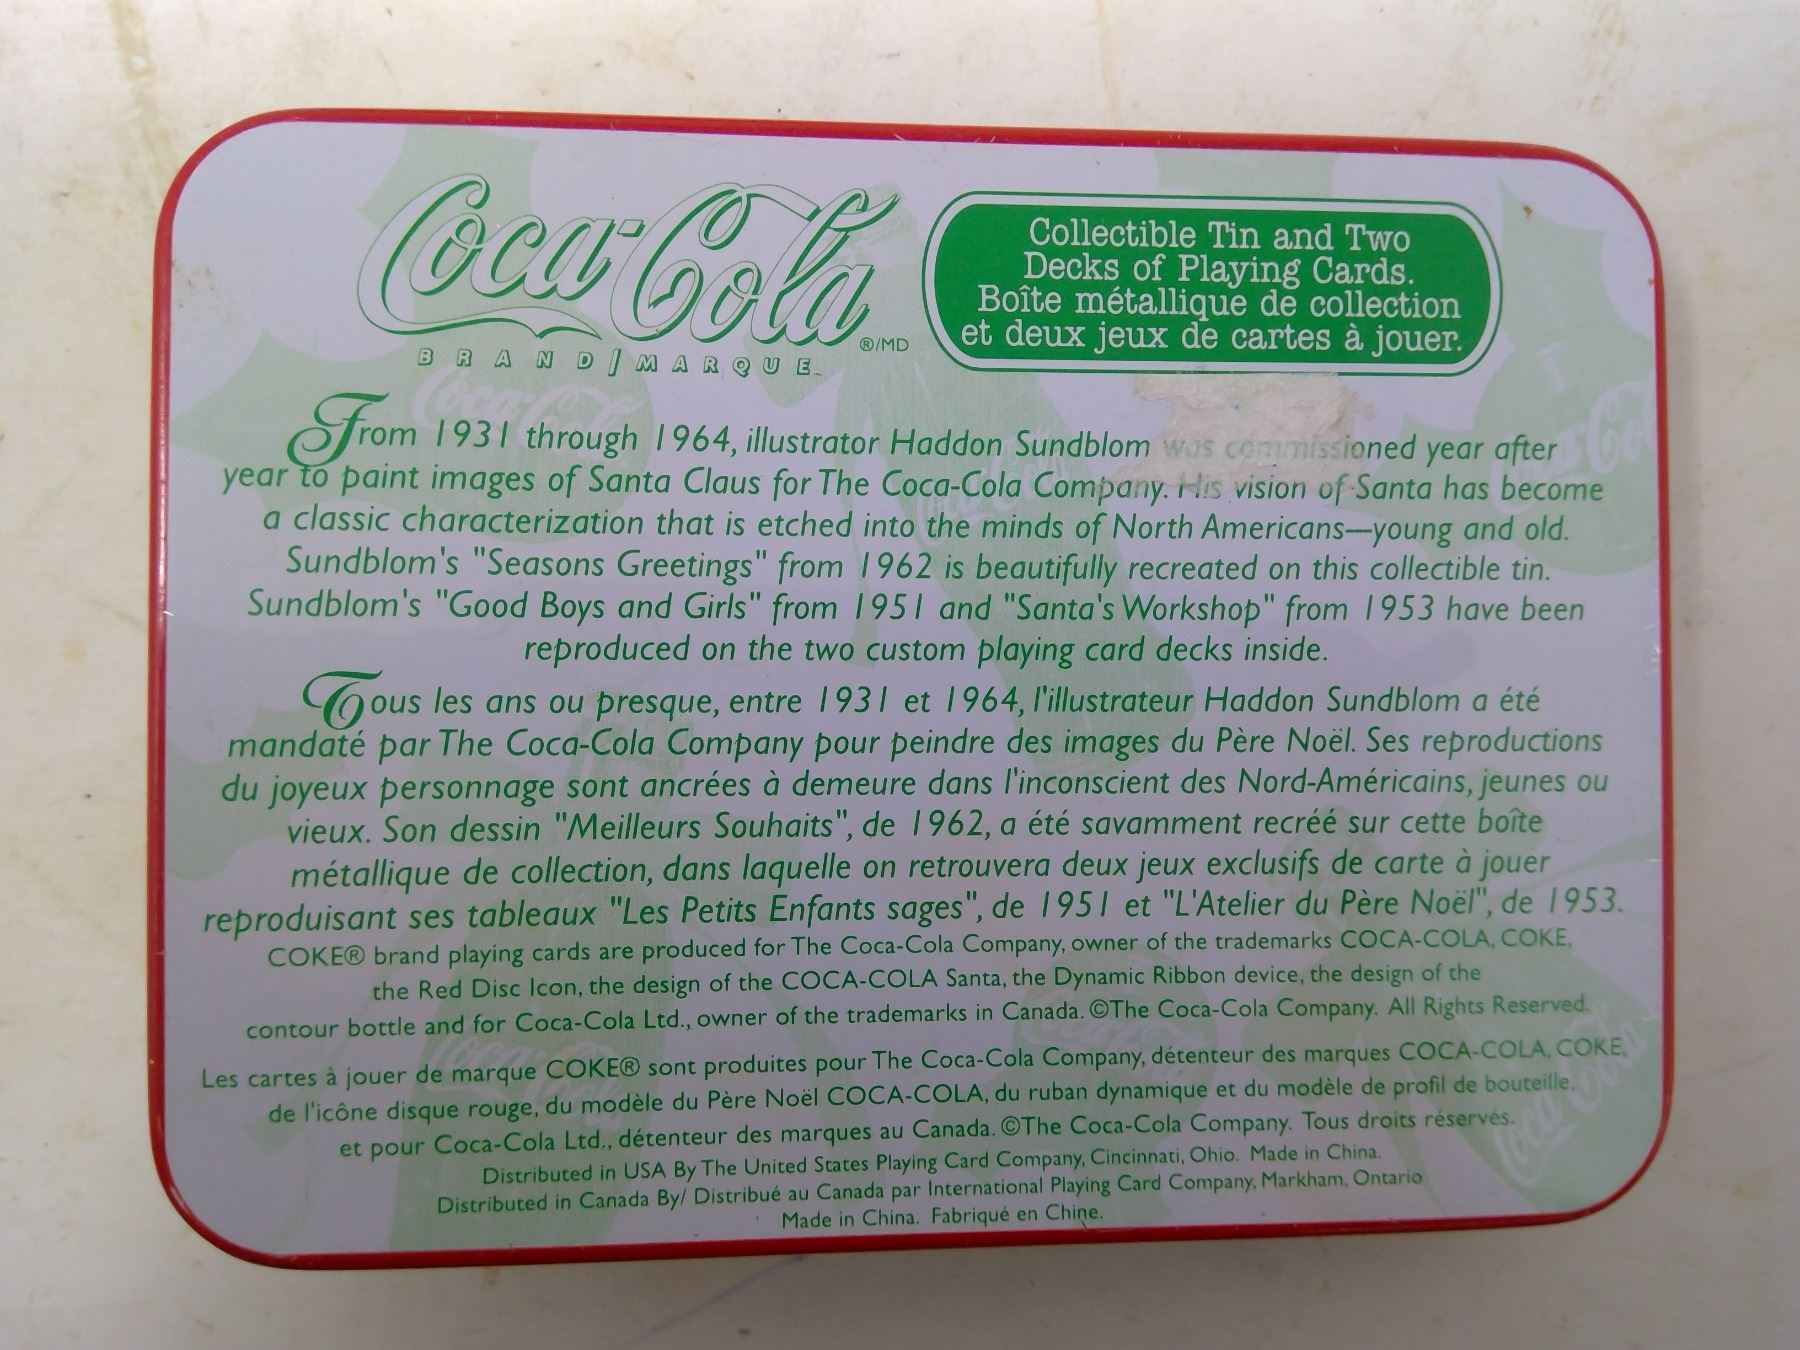 Coca-Cola
®/MD
BRAND/MARQUE
Collectible Tin and Two
Decks of Playing Cards.
Boîte métallique de collection
et deux jeux de cartes à jouer.
From 1931 through 1964, illustrator Haddon Sundblom was commissioned year after
year to paint images of Santa Claus for The Coca-Cola Company. His vision of Santa has become
a classic characterization that is etched into the minds of North Americans—young and old.
Sundblom's "Seasons Greetings" from 1962 is beautifully recreated on this collectible tin.
Sundblom's "Good Boys and Girls" from 1951 and "Santa's Workshop" from 1953 have been
reproduced on the two custom playing card decks inside.
Tous les ans ou presque, entre 1931 et 1964, l'illustrateur Haddon Sundblom a été
mandaté par The Coca-Cola Company pour peindre des images du Père Noël. Ses reproductions
du joyeux personnage sont ancrées à demeure dans l'inconscient des Nord-Américains, jeunes ou
vieux. Son dessin "Meilleurs Souhaits", de 1962, a été savamment recréé sur cette boîte
métallique de collection, dans laquelle on retrouvera deux jeux exclusifs de carte à jouer
reproduisant ses tableaux "Les Petits Enfants sages", de 1951 et "L'Atelier du Père Noël", de 1953.
COKE® brand playing cards are produced for The Coca-Cola Company, owner of the trademarks COCA-COLA, COKE,
the Red Disc Icon, the design of the COCA-COLA Santa, the Dynamic Ribbon device, the design of the
contour bottle and for Coca-Cola Ltd., owner of the trademarks in Canada. ©The Coca-Cola Company. All Rights Reserved.
Les cartes à jouer de marque COKE® sont produites pour The Coca-Cola Company, détenteur des marques COCA-COLA, COKE,
de l'icône disque rouge, du modèle du Père Noël COCA-COLA, du ruban dynamique et du modèle de profil de bouteille,
et pour Coca-Cola Ltd., détenteur des marques au Canada. ©The Coca-Cola Company. Tous droits réservés.
Distributed in USA By The United States Playing Card Company, Cincinnati, Ohio. Made in China.
Distributed in Canada By/ Distribué au Canada par International Playing Card Company, Markham, Ontario
Made in China. Fabriqué en Chine.